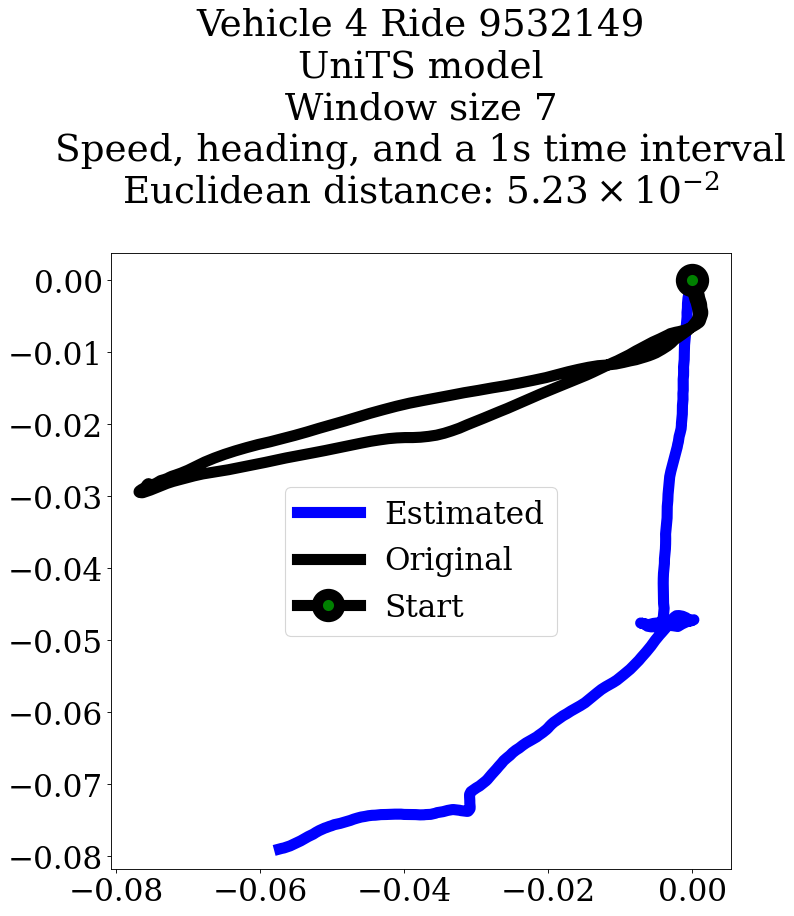 Vehicle 4 Ride 9532149
UniTS model
Window size 7
Speed, heading, and a 1s time interval
Euclidean distance: 5.23 × 10⁻²
0.00
−0.01
−0.02
−0.03
−0.04
−0.05
−0.06
−0.07
−0.08
Estimated
Original
Start
−0.08 −0.06 −0.04 −0.02 0.00